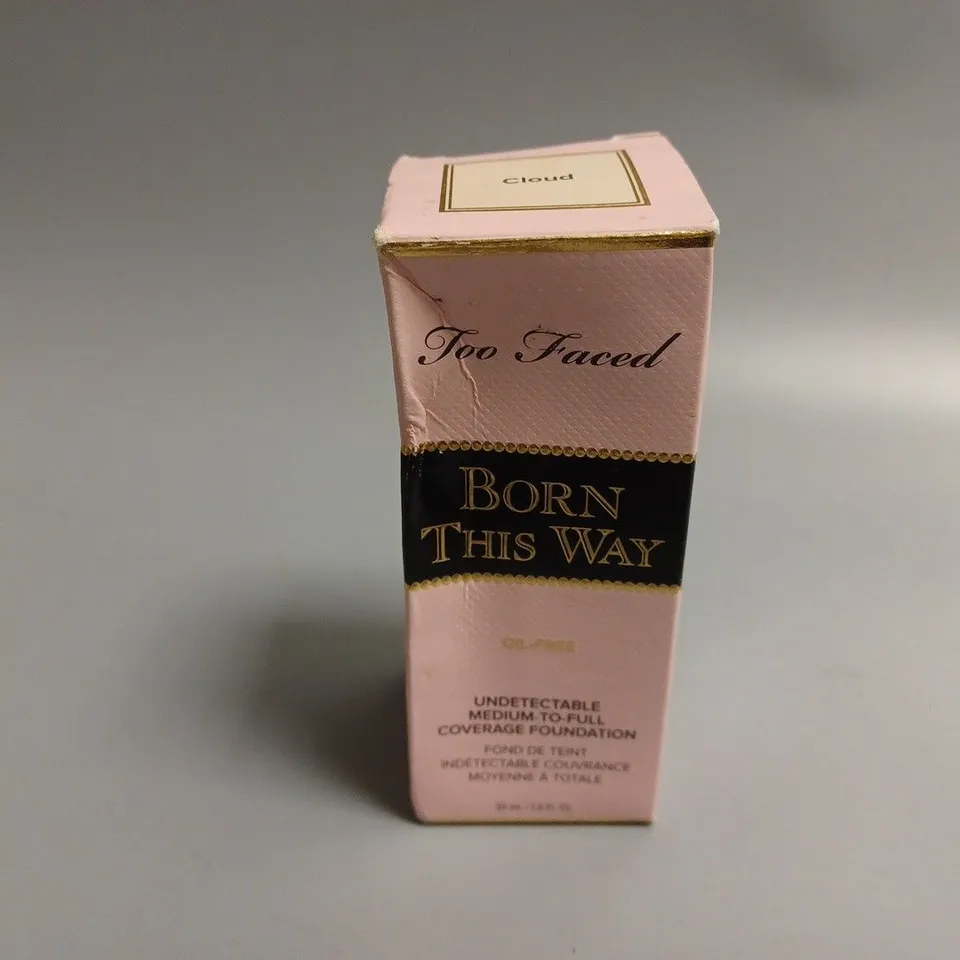 Cloud
Too Faced
BORN
THIS WAY
OIL-FREE
UNDETECTABLE
MEDIUM-TO-FULL
COVERAGE FOUNDATION
FOND DE TEINT
INDÉTECTABLE COUVRANCE
MOYENNE À TOTALE